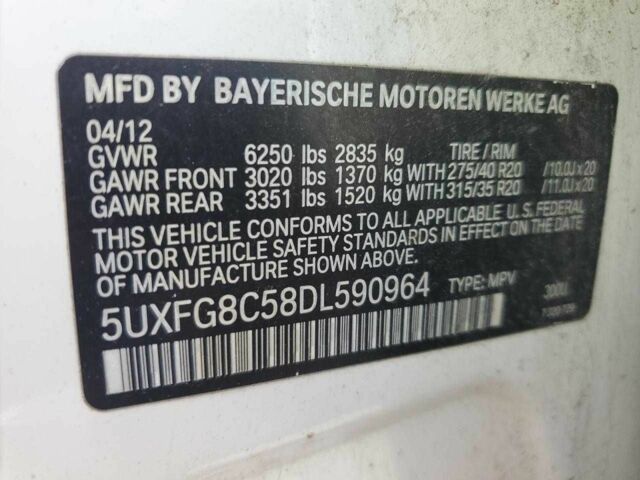 MFD BY BAYERISCHE MOTOREN WERKE AG
04/12
GVWR 6250 lbs 2835 kg TIRE / RIM
GAWR FRONT 3020 lbs 1370 kg WITH 275/40 R20 /10.0J x 20
GAWR REAR 3351 lbs 1520 kg WITH 315/35 R20 /11.0J x 20
THIS VEHICLE CONFORMS TO ALL APPLICABLE U.S. FEDERAL
MOTOR VEHICLE SAFETY STANDARDS IN EFFECT ON THE DATE
OF MANUFACTURE SHOWN ABOVE.
5UXFG8C58DL590964 TYPE: MPV 300U